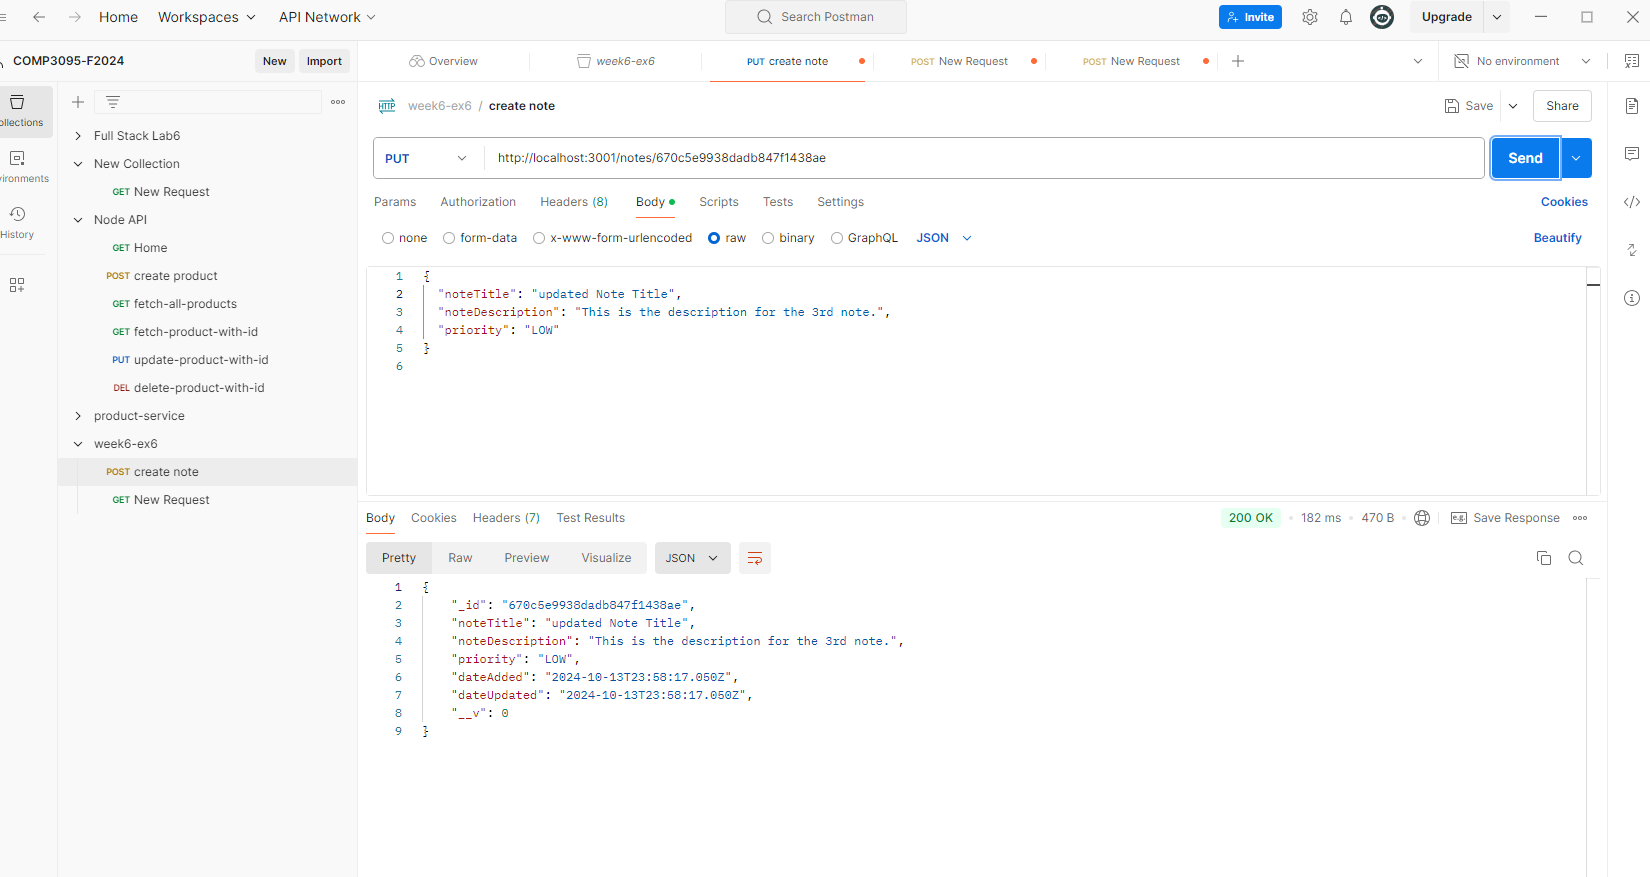 Home Workspaces API Network Search Postman Invite Upgrade
COMP3095-F2024 New Import
Overview week6-ex6 PUT create note POST New Request POST New Request No environment
ollections
ironments
History
Full Stack Lab6
New Collection
GET New Request
Node API
GET Home
POST create product
GET fetch-all-products
GET fetch-product-with-id
PUT update-product-with-id
DEL delete-product-with-id
product-service
week6-ex6
POST create note
GET New Request
HTTP week6-ex6 / create note Save Share
PUT http://localhost:3001/notes/670c5e9938dadb847f1438ae Send
Params Authorization Headers (8) Body Scripts Tests Settings Cookies
none form-data x-www-form-urlencoded raw binary GraphQL JSON Beautify
1 {
2 "noteTitle": "updated Note Title",
3 "noteDescription": "This is the description for the 3rd note.",
4 "priority": "LOW"
5 }
6
Body Cookies Headers (7) Test Results 200 OK 182 ms 470 B e.g. Save Response
Pretty Raw Preview Visualize JSON
1 {
2 "_id": "670c5e9938dadb847f1438ae",
3 "noteTitle": "updated Note Title",
4 "noteDescription": "This is the description for the 3rd note.",
5 "priority": "LOW",
6 "dateAdded": "2024-10-13T23:58:17.050Z",
7 "dateUpdated": "2024-10-13T23:58:17.050Z",
8 "__v": 0
9 }